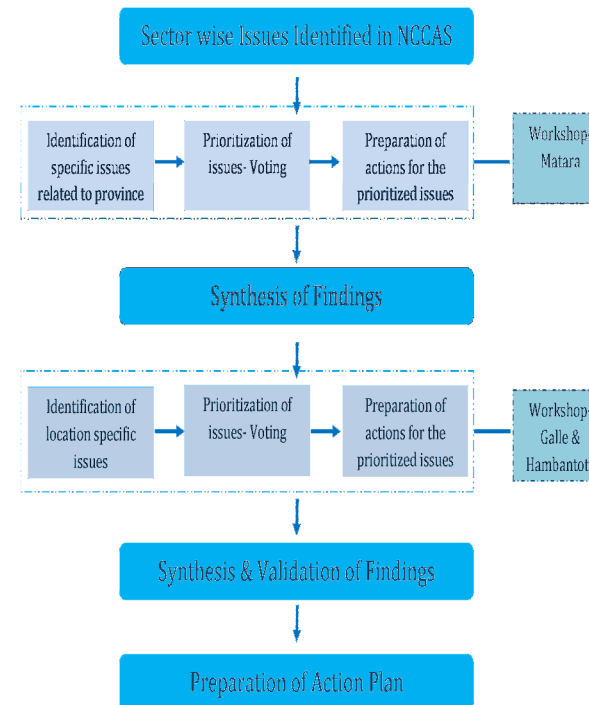 Sector wise Issues Identified in NCCAS
Identification of
specific issues
related to province
Prioritization of
issues- Voting
Preparation of
actions for the
prioritized issues
Workshop-
Matara
Synthesis of Findings
Identification of
location specific
issues
Prioritization of
issues- Voting
Preparation of
actions for the
prioritized issues
Workshop-
Galle &
Hambantot
Synthesis & Validation of Findings
Preparation of Action Plan